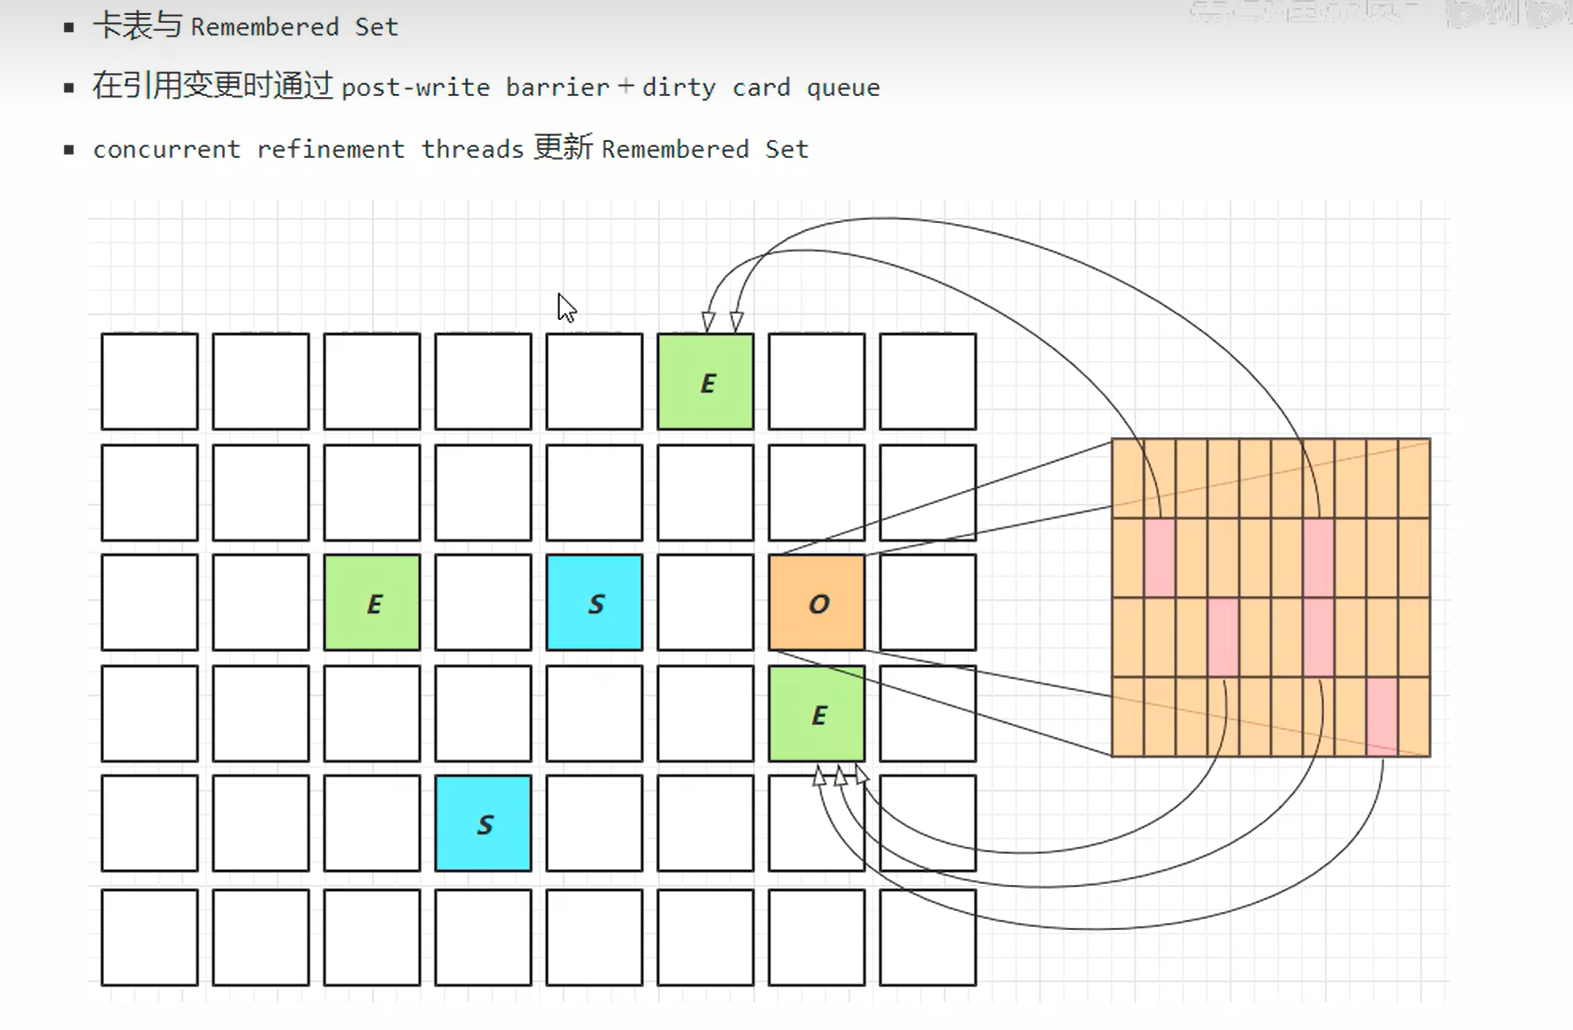 卡表与 Remembered Set
在引用变更时通过 post-write barrier + dirty card queue
concurrent refinement threads 更新 Remembered Set
E
E
S
O
E
S